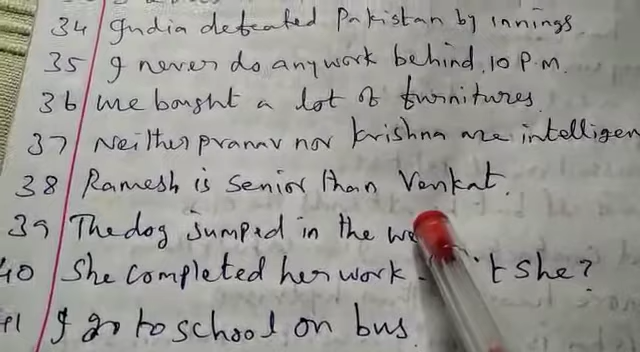 34 India defeated Pakistan by innings
35 I never do any work behind 10 P.M.
36 We bought a lot of furnitures.
37 Neither pranav nor Krishna are
38 Ramesh is senior than Venkat.
39 The dog jumped in the
40 She completed her work she?
41 I go to school on bus.